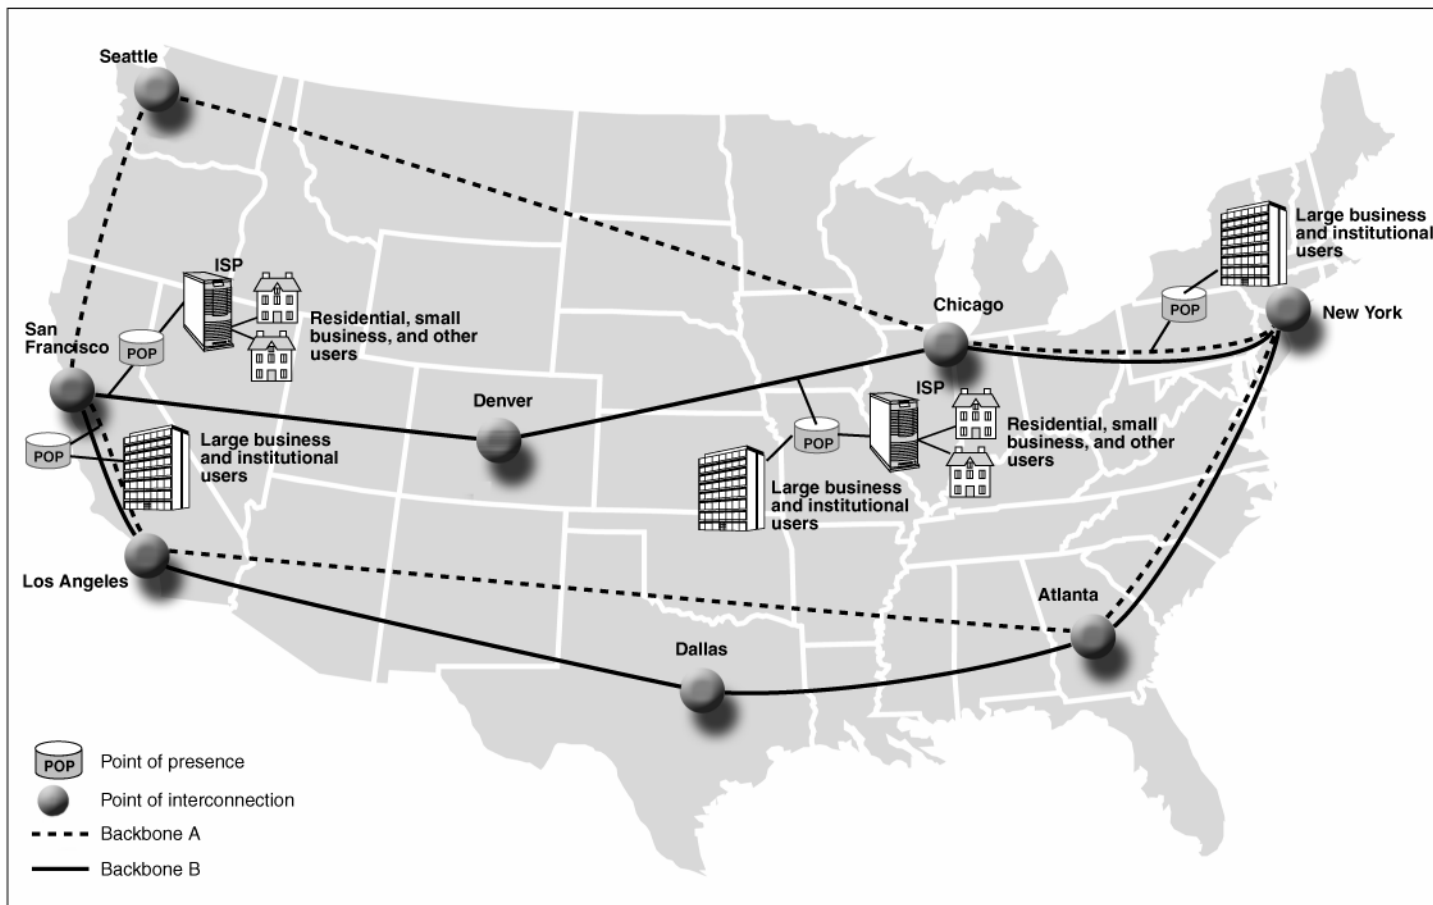 Seattle
Large business
and institutional
users
ISP
POP
Chicago
New York
Residential, small
business, and other
users
San
Francisco
POP
Denver
ISP
Residential, small
business, and other
users
Large business
and institutional
users
POP
POP
Large business
and institutional
users
Los Angeles
Atlanta
Dallas
POP Point of presence
Point of interconnection
Backbone A
Backbone B